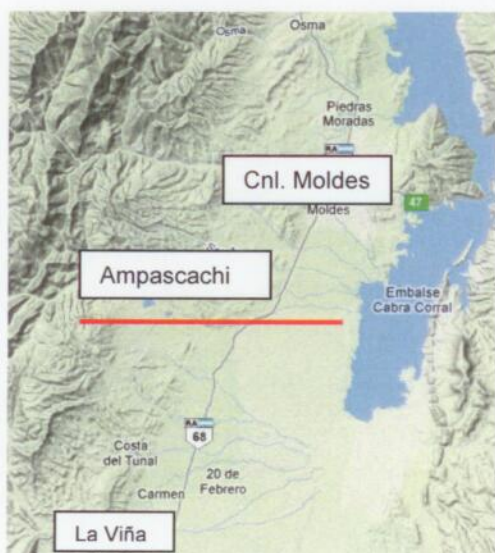 Osma
Osma
Piedras
Moradas
RA
Cnl. Moldes
47
Moldes
Ampascachi
Embalse
Cabra Corral
RA
68
Costa
del Tunal
20 de
Febrero
Carmen
La Viña